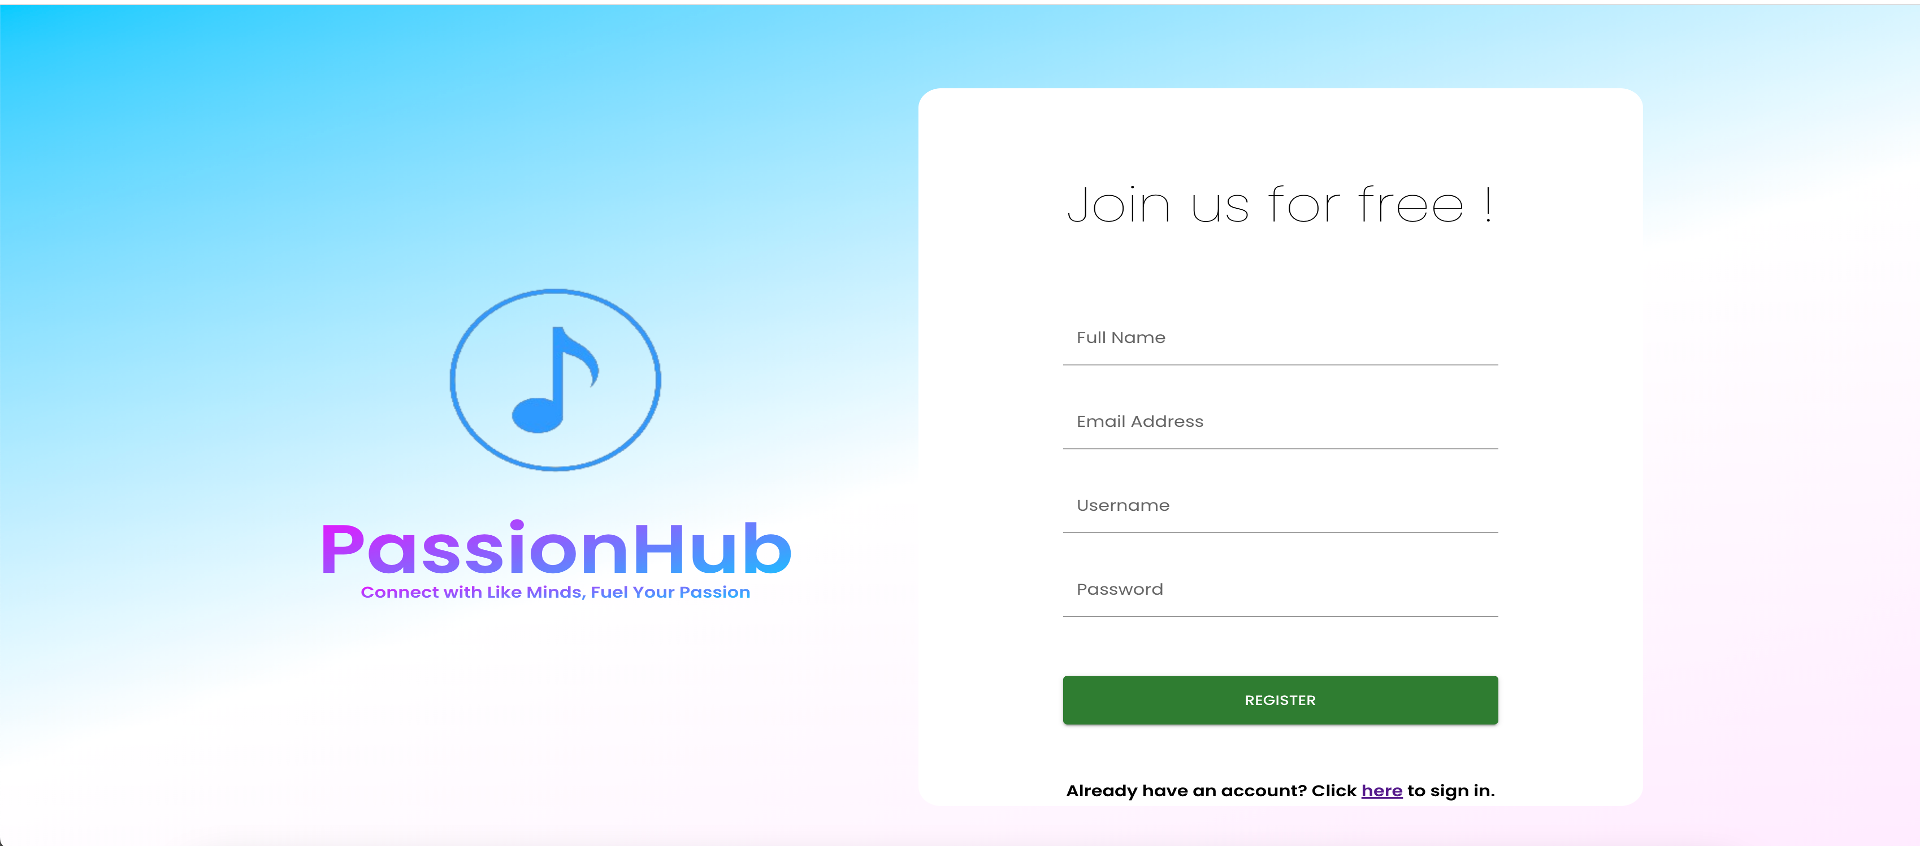 PassionHub
Connect with Like Minds, Fuel Your Passion
Join us for free !
Full Name
Email Address
Username
Password
REGISTER
Already have an account? Click here to sign in.